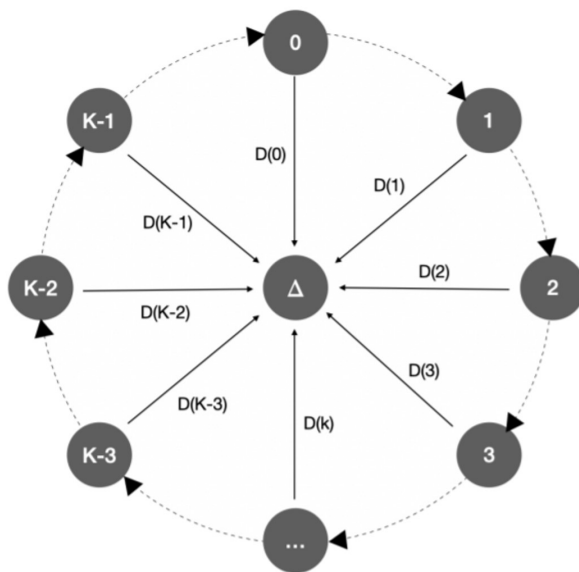 0
K-1
1
D(0)
D(1)
D(K-1)
D(2)
K-2
Δ
2
D(K-2)
D(3)
D(K-3)
D(k)
K-3
3
...